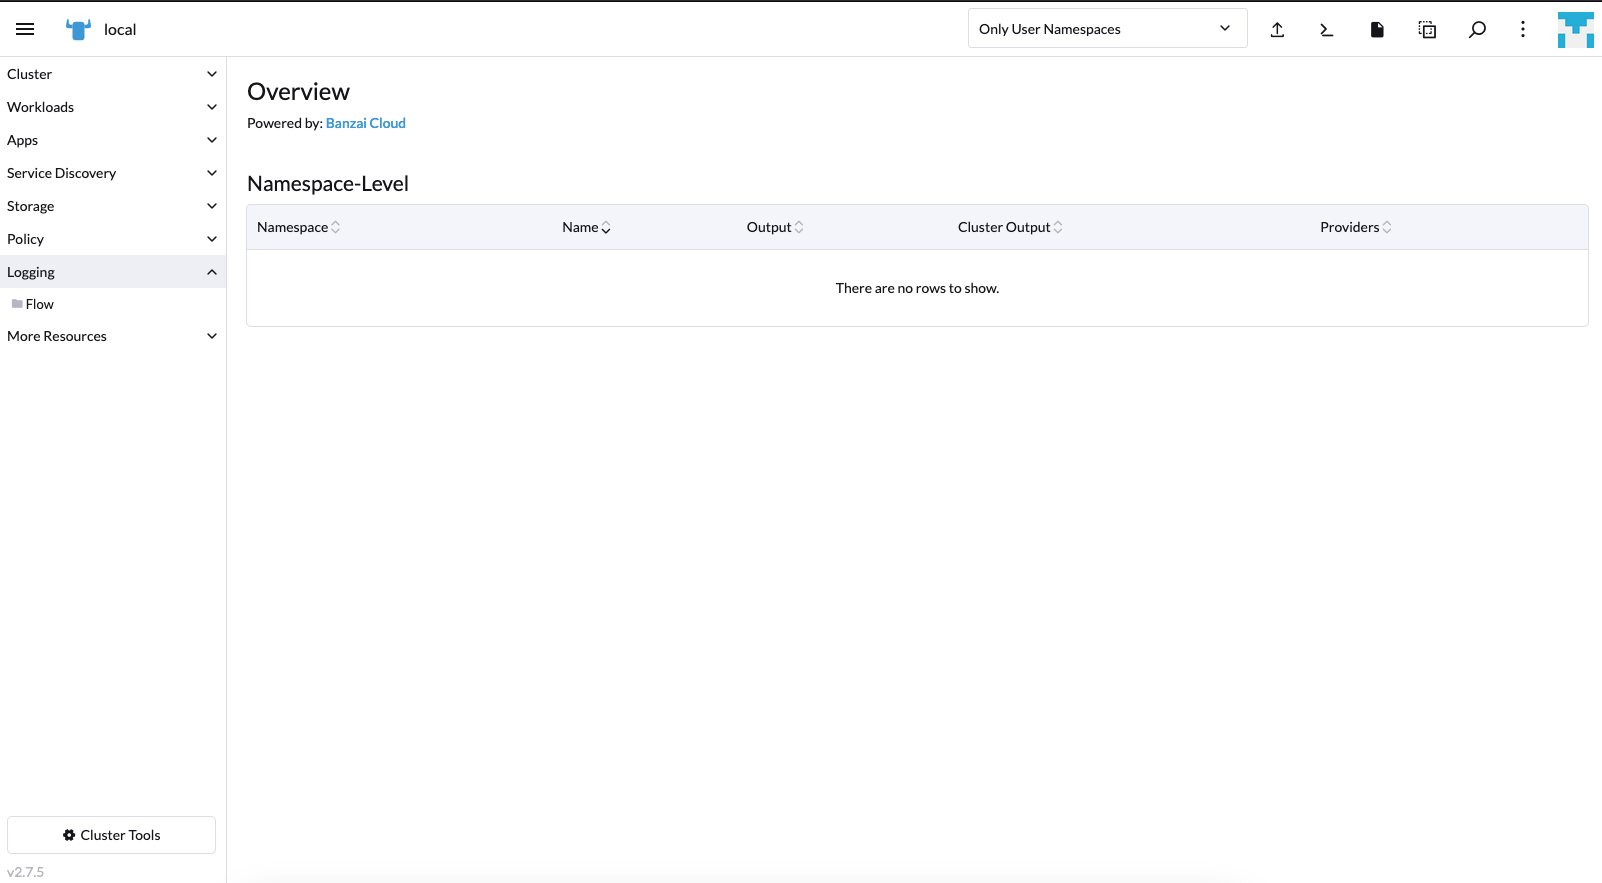 local
Only User Namespaces
Cluster
Workloads
Apps
Service Discovery
Storage
Policy
Logging
Flow
More Resources
Cluster Tools
v2.7.5
Overview
Powered by: Banzai Cloud
Namespace-Level
Namespace Name Output Cluster Output Providers
There are no rows to show.